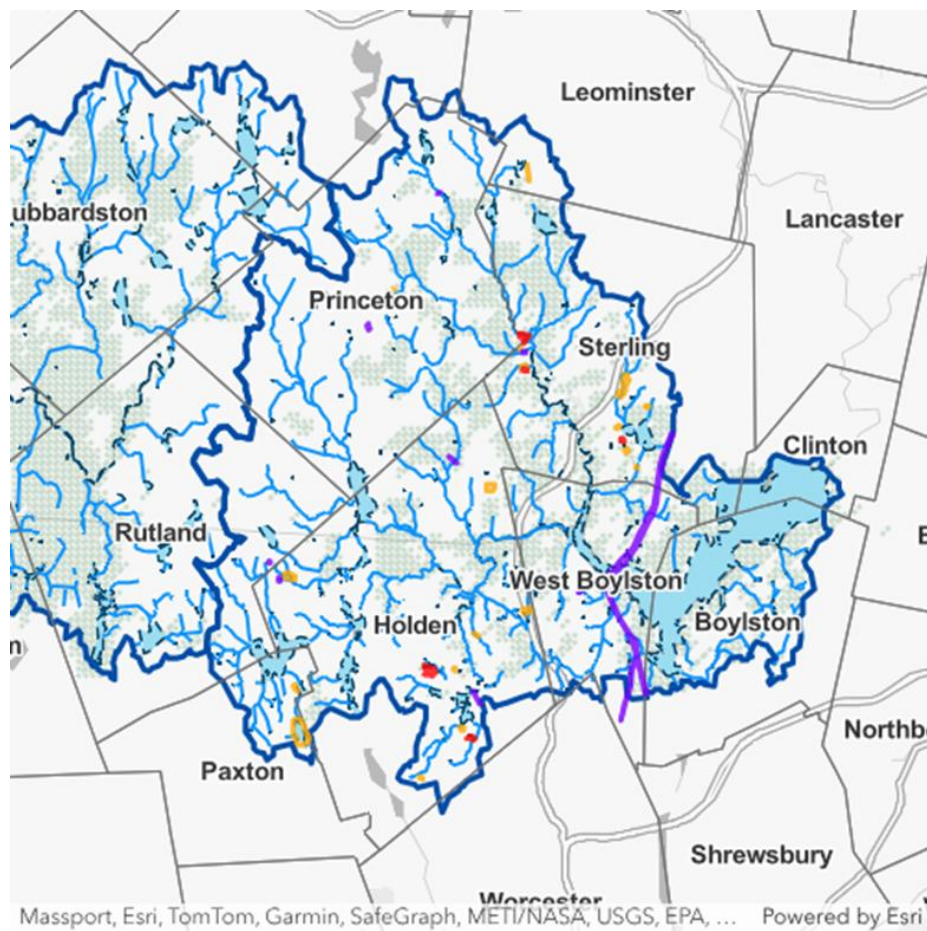 Leominster
Lancaster
ubbardston
Princeton
Sterling
Clinton
Rutland
West Boylston
Holden
Boylston
Northb
Paxton
Shrewsbury
Worcester
Massport, Esri, TomTom, Garmin, SafeGraph, METI/NASA, USGS, EPA, ...
Powered by Esri